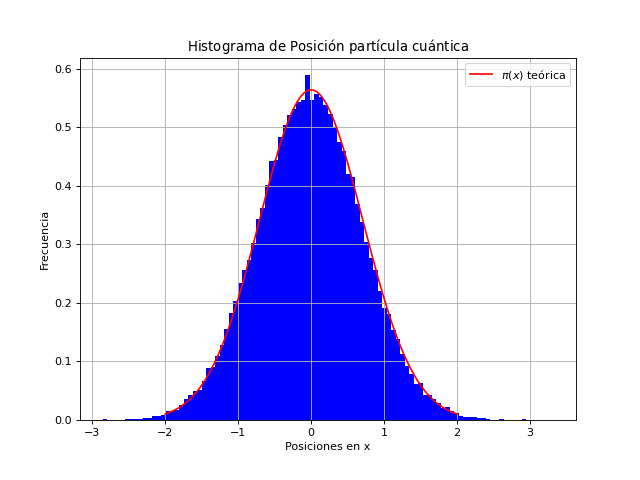 Histograma de Posición partícula cuántica
π(x) teórica
Frecuencia
0.6
0.5
0.4
0.3
0.2
0.1
0.0
−3 −2 −1 0 1 2 3
Posiciones en x